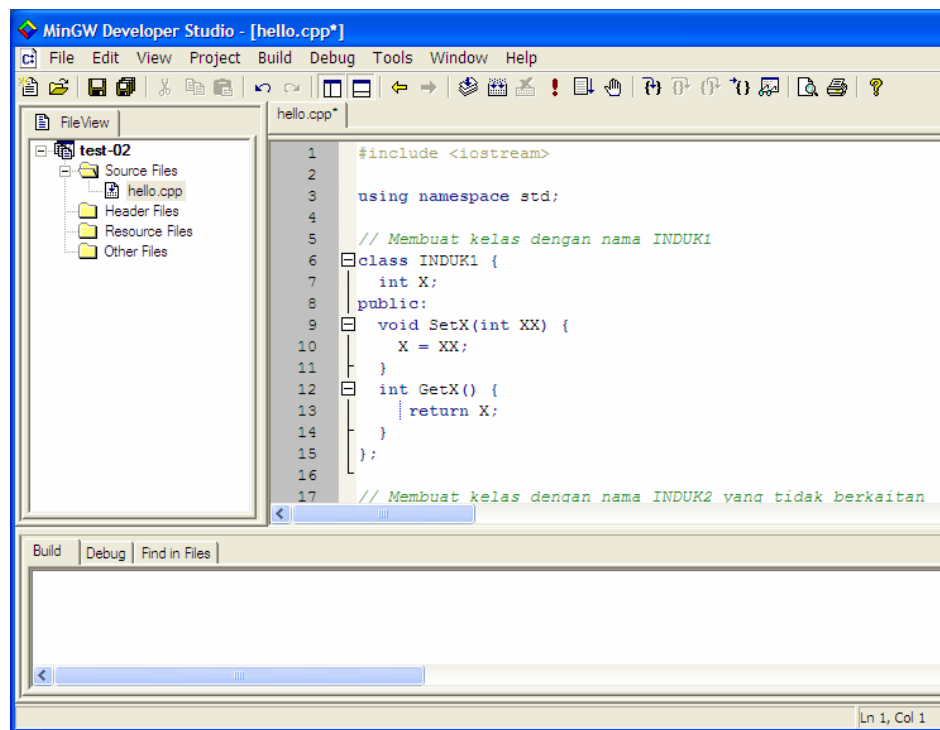 MinGW Developer Studio - [hello.cpp*]
File Edit View Project Build Debug Tools Window Help
FileView
hello.cpp*
test-02
Source Files
hello.cpp
Header Files
Resource Files
Other Files
1 #include <iostream>
2
3 using namespace std;
4
5 // Membuat kelas dengan nama INDUK1
6 class INDUK1 {
7 int X;
8 public:
9 void SetX(int XX) {
10 X = XX;
11 }
12 int GetX() {
13 return X;
14 }
15 };
16
17 // Membuat kelas dengan nama INDUK2 yang tidak berkaitan
Build Debug Find in Files
Ln 1, Col 1